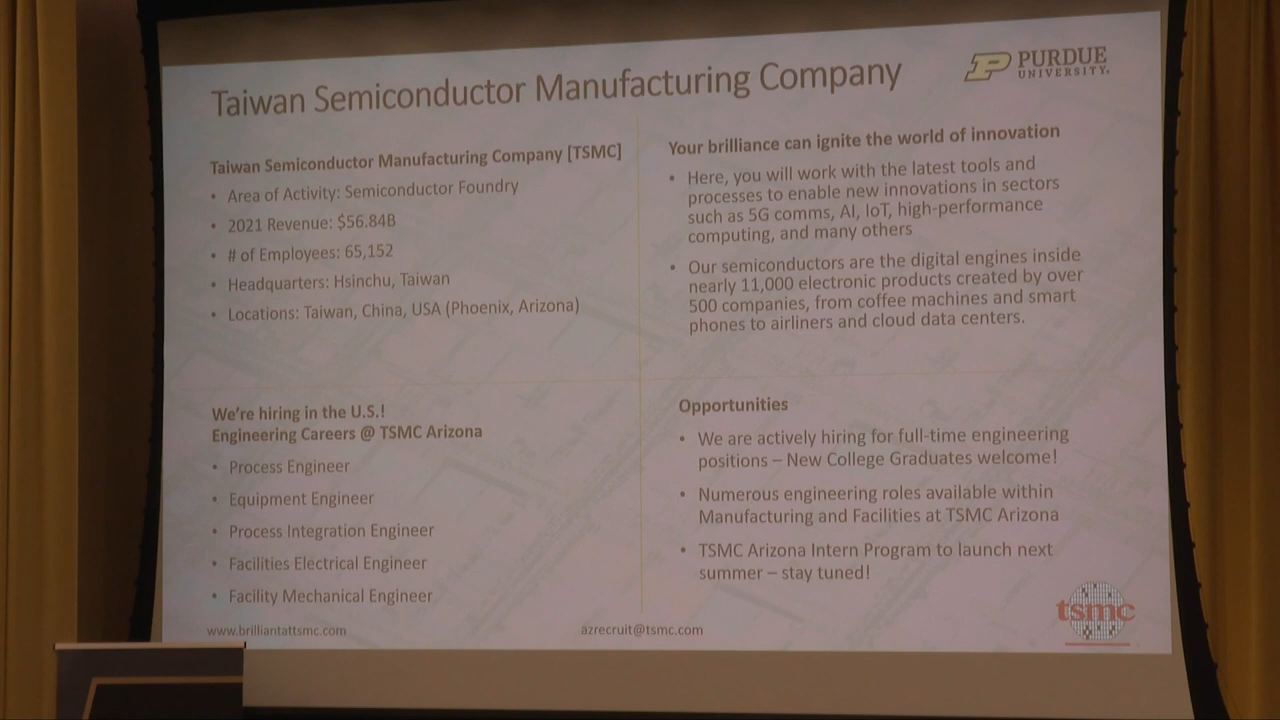 Taiwan Semiconductor Manufacturing Company
PURDUE
UNIVERSITY.
Taiwan Semiconductor Manufacturing Company [TSMC]
• Area of Activity: Semiconductor Foundry
• 2021 Revenue: $56.84B
• # of Employees: 65,152
• Headquarters: Hsinchu, Taiwan
• Locations: Taiwan, China, USA (Phoenix, Arizona)
Your brilliance can ignite the world of innovation
• Here, you will work with the latest tools and
processes to enable new innovations in sectors
such as 5G comms, AI, IoT, high-performance
computing, and many others
• Our semiconductors are the digital engines inside
nearly 11,000 electronic products created by over
500 companies, from coffee machines and smart
phones to airliners and cloud data centers.
We're hiring in the U.S.!
Engineering Careers @ TSMC Arizona
• Process Engineer
• Equipment Engineer
• Process Integration Engineer
• Facilities Electrical Engineer
• Facility Mechanical Engineer
Opportunities
• We are actively hiring for full-time engineering
positions – New College Graduates welcome!
• Numerous engineering roles available within
Manufacturing and Facilities at TSMC Arizona
• TSMC Arizona Intern Program to launch next
summer – stay tuned!
www.brilliantattsmc.com
azrecruit@tsmc.com
tsmc